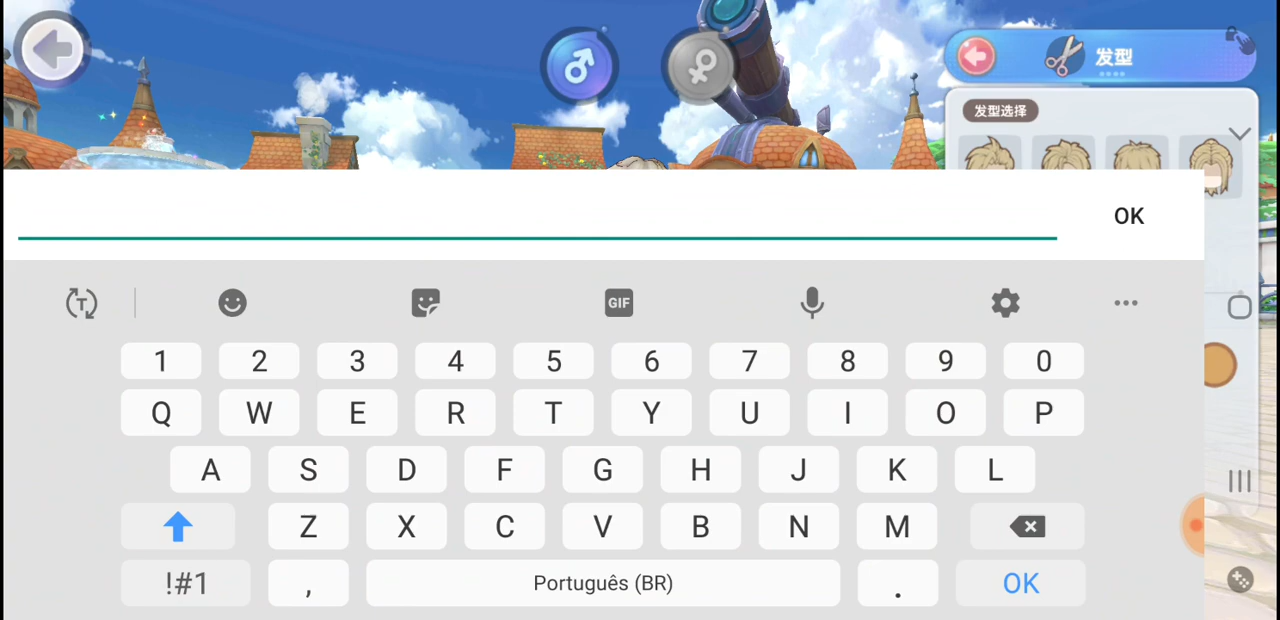 发型
发型选择
OK
GIF
1 2 3 4 5 6 7 8 9 0
Q W E R T Y U I O P
A S D F G H J K L
Z X C V B N M
!#1 , Português (BR) . OK